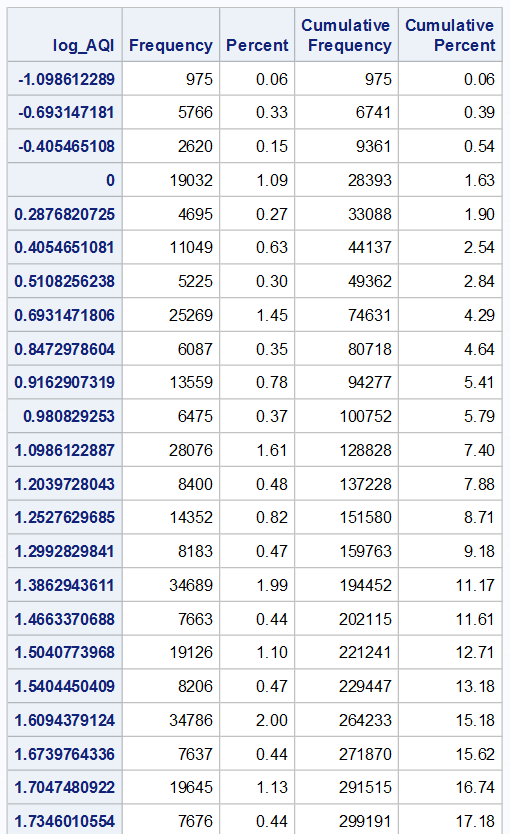 log_AQI Frequency Percent Cumulative Frequency Cumulative Percent
-1.098612289 975 0.06 975 0.06
-0.693147181 5766 0.33 6741 0.39
-0.405465108 2620 0.15 9361 0.54
0 19032 1.09 28393 1.63
0.2876820725 4695 0.27 33088 1.90
0.4054651081 11049 0.63 44137 2.54
0.5108256238 5225 0.30 49362 2.84
0.6931471806 25269 1.45 74631 4.29
0.8472978604 6087 0.35 80718 4.64
0.9162907319 13559 0.78 94277 5.41
0.980829253 6475 0.37 100752 5.79
1.0986122887 28076 1.61 128828 7.40
1.2039728043 8400 0.48 137228 7.88
1.2527629685 14352 0.82 151580 8.71
1.2992829841 8183 0.47 159763 9.18
1.3862943611 34689 1.99 194452 11.17
1.4663370688 7663 0.44 202115 11.61
1.5040773968 19126 1.10 221241 12.71
1.5404450409 8206 0.47 229447 13.18
1.6094379124 34786 2.00 264233 15.18
1.6739764336 7637 0.44 271870 15.62
1.7047480922 19645 1.13 291515 16.74
1.7346010554 7676 0.44 299191 17.18